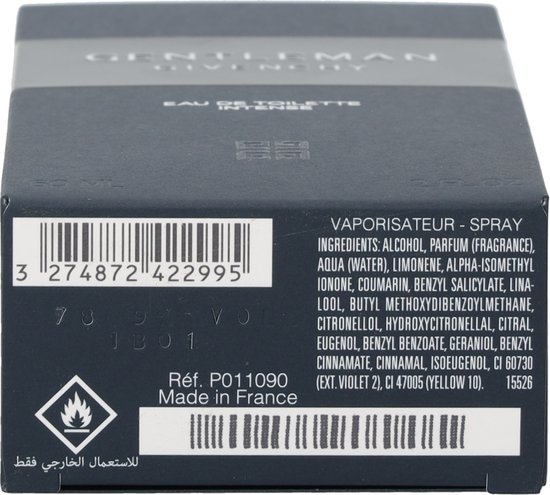 GENTLEMAN
GIVENCHY
EAU DE TOILETTE
INTENSE
60 ML
3 274872 422995
1B01
Réf. P011090
Made in France
للاستعمال الخارجي فقط
VAPORISATEUR - SPRAY
INGREDIENTS: ALCOHOL, PARFUM (FRAGRANCE),
AQUA (WATER), LIMONENE, ALPHA-ISOMETHYL
IONONE, COUMARIN, BENZYL SALICYLATE, LINA-
LOOL, BUTYL METHOXYDIBENZOYLMETHANE,
CITRONELLOL, HYDROXYCITRONELLAL, CITRAL,
EUGENOL, BENZYL BENZOATE, GERANIOL, BENZYL
CINNAMATE, CINNAMAL, ISOEUGENOL, CI 60730
(EXT. VIOLET 2), CI 47005 (YELLOW 10). 15526